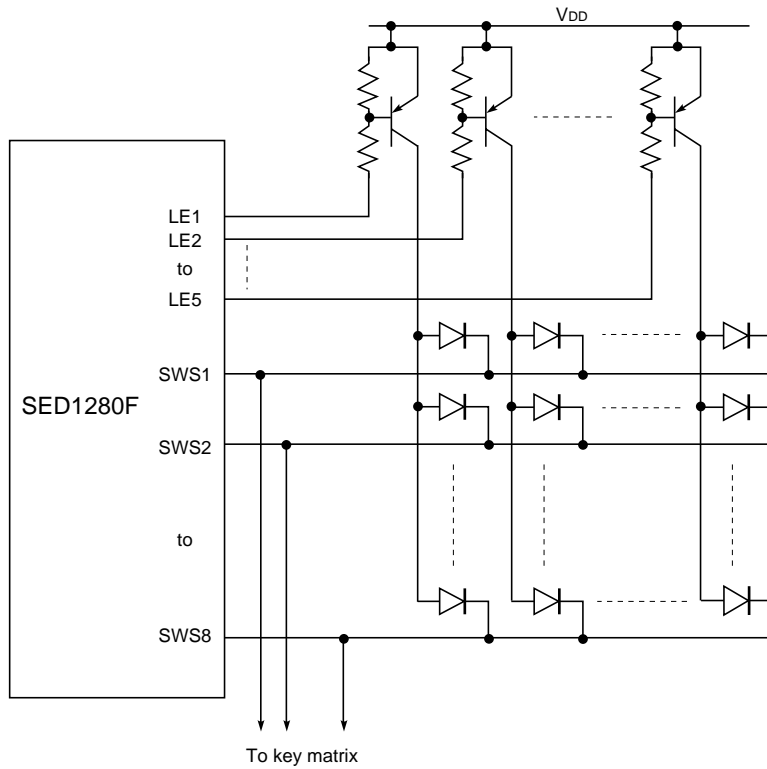 VDD
LE1
LE2
to
LE5
SWS1
SED1280F
SWS2
to
SWS8
To key matrix